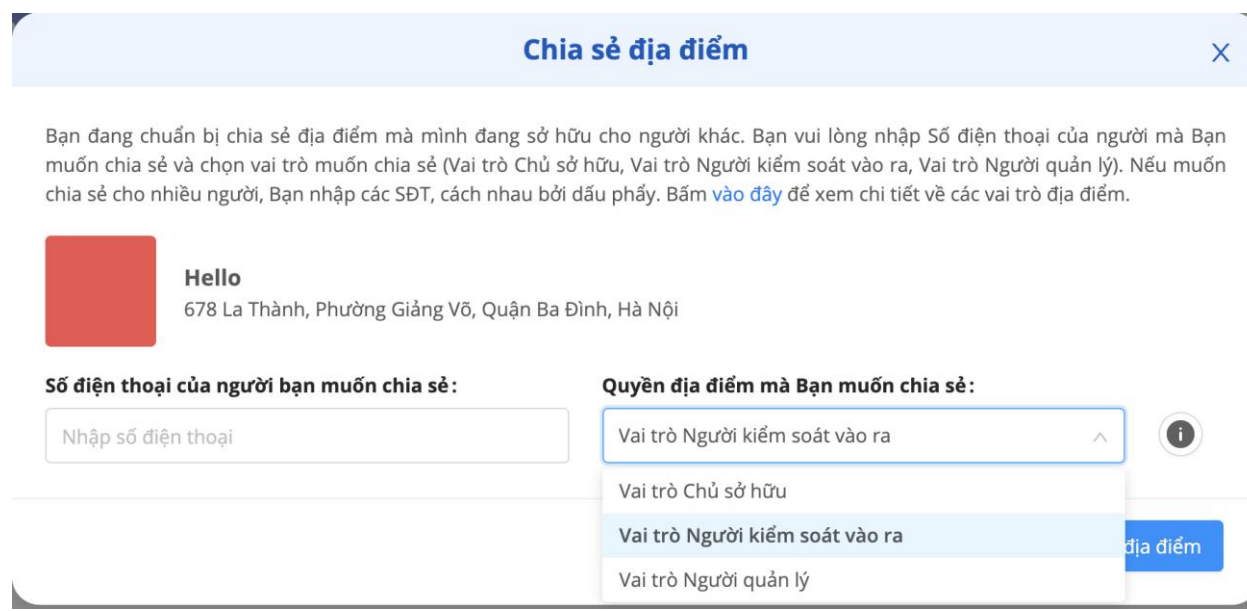 Chia sẻ địa điểm
X
Bạn đang chuẩn bị chia sẻ địa điểm mà mình đang sở hữu cho người khác. Bạn vui lòng nhập Số điện thoại của người mà Bạn
muốn chia sẻ và chọn vai trò muốn chia sẻ (Vai trò Chủ sở hữu, Vai trò Người kiểm soát vào ra, Vai trò Người quản lý). Nếu muốn
chia sẻ cho nhiều người, Bạn nhập các SĐT, cách nhau bởi dấu phẩy. Bấm vào đây để xem chi tiết về các vai trò địa điểm.
Hello
678 La Thành, Phường Giảng Võ, Quận Ba Đình, Hà Nội
Số điện thoại của người bạn muốn chia sẻ :
Nhập số điện thoại
Quyền địa điểm mà Bạn muốn chia sẻ :
Vai trò Người kiểm soát vào ra
Vai trò Chủ sở hữu
Vai trò Người kiểm soát vào ra
Vai trò Người quản lý
địa điểm